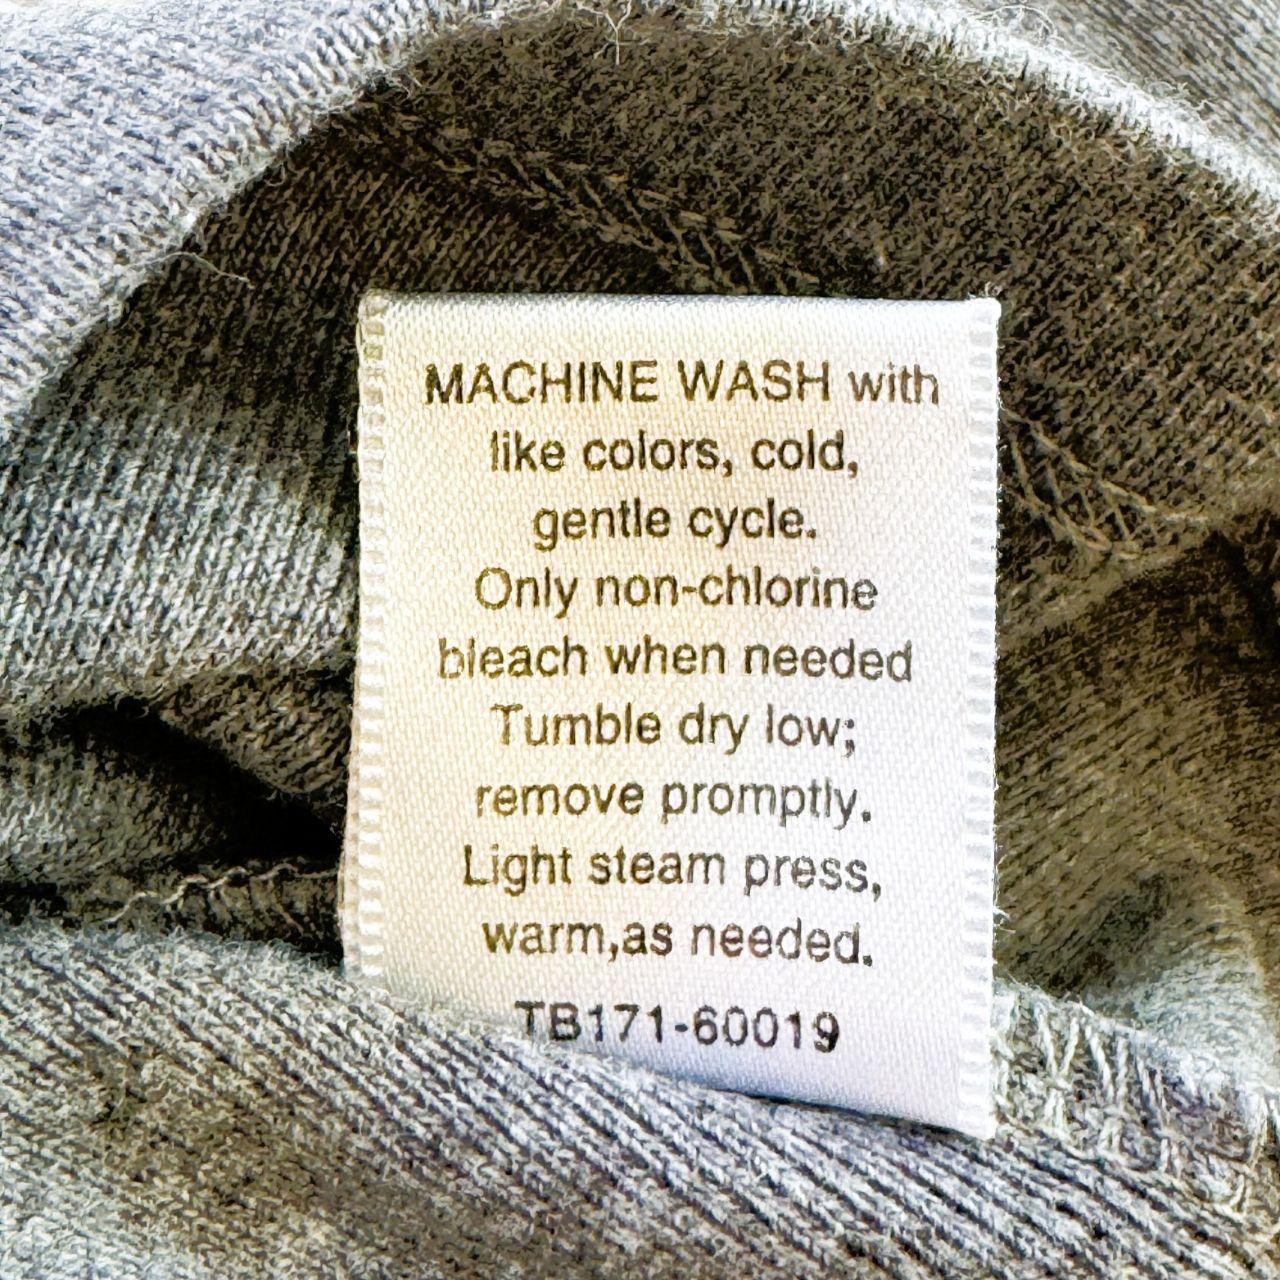 MACHINE WASH with
like colors, cold,
gentle cycle.
Only non-chlorine
bleach when needed
Tumble dry low;
remove promptly.
Light steam press,
warm,as needed.
TB171-60019